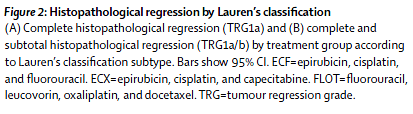 Figure 2: Histopathological regression by Lauren’s classification
(A) Complete histopathological regression (TRG1a) and (B) complete and
subtotal histopathological regression (TRG1a/b) by treatment group according
to Lauren’s classification subtype. Bars show 95% CI. ECF=epirubicin, cisplatin,
and fluorouracil. ECX=epirubicin, cisplatin, and capecitabine. FLOT=fluorouracil,
leucovorin, oxaliplatin, and docetaxel. TRG=tumour regression grade.